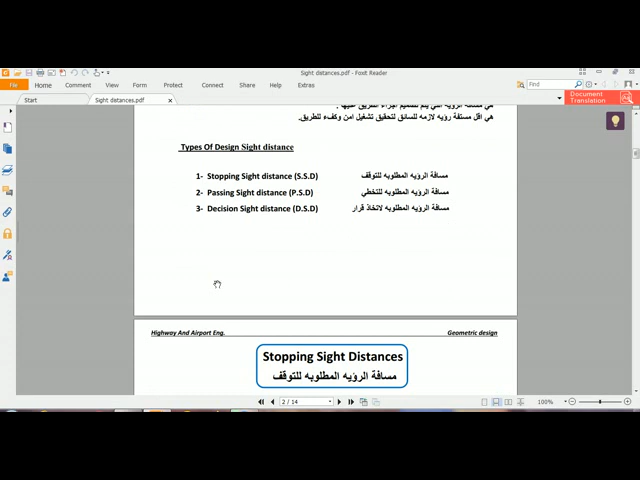 Sight distances.pdf - Foxit Reader
File Home Comment View Form Protect Connect Share Help Extras Find
Start Sight distances.pdf Document Translation
هي اقل مسافة رؤيه لازمه للسائق لتحقيق تشغيل امن وكفء للطريق.
Types Of Design Sight distance
1- Stopping Sight distance (S.S.D) مسافة الرؤيه المطلوبه للتوقف
2- Passing Sight distance (P.S.D) مسافة الرؤيه المطلوبه للتخطي
3- Decision Sight distance (D.S.D) مسافة الرؤيه المطلوبه لاتخاذ قرار
Highway And Airport Eng. Geometric design
Stopping Sight Distances
مسافة الرؤيه المطلوبه للتوقف
2 / 14 100%